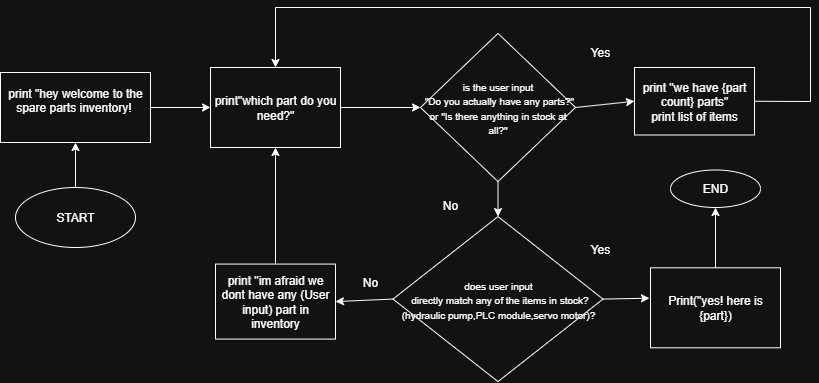 Yes
is the user input
"Do you actually have any parts?"
or "Is there anything in stock at
all?"
print "we have {part
count} parts"
print list of items
print "hey welcome to the
spare parts inventory!
print"which part do you
need?"
START
No
END
Yes
No
print "im afraid we
dont have any (User
input) part in
inventory
does user input
directly match any of the items in stock?
(hydraulic pump,PLC module,servo motor)?
Print("yes! here is
{part})